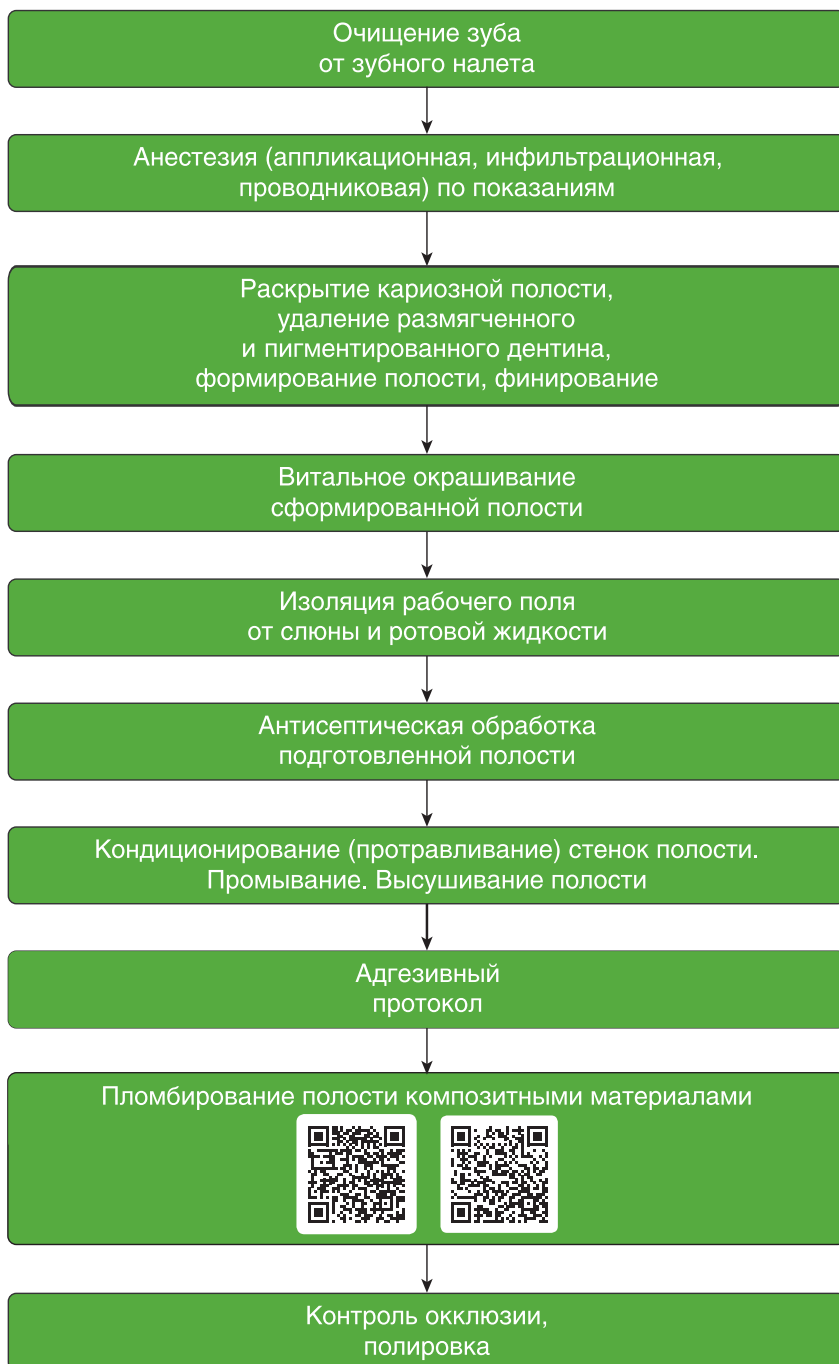 Очищение зуба
от зубного налета
Анестезия (аппликационная, инфильтрационная,
проводниковая) по показаниям
Раскрытие кариозной полости,
удаление размягченного
и пигментированного дентина,
формирование полости, финирование
Витальное окрашивание
сформированной полости
Изоляция рабочего поля
от слюны и ротовой жидкости
Антисептическая обработка
подготовленной полости
Кондиционирование (протравливание) стенок полости.
Промывание. Высушивание полости
Адгезивный
протокол
Пломбирование полости композитными материалами
Контроль окклюзии,
полировка